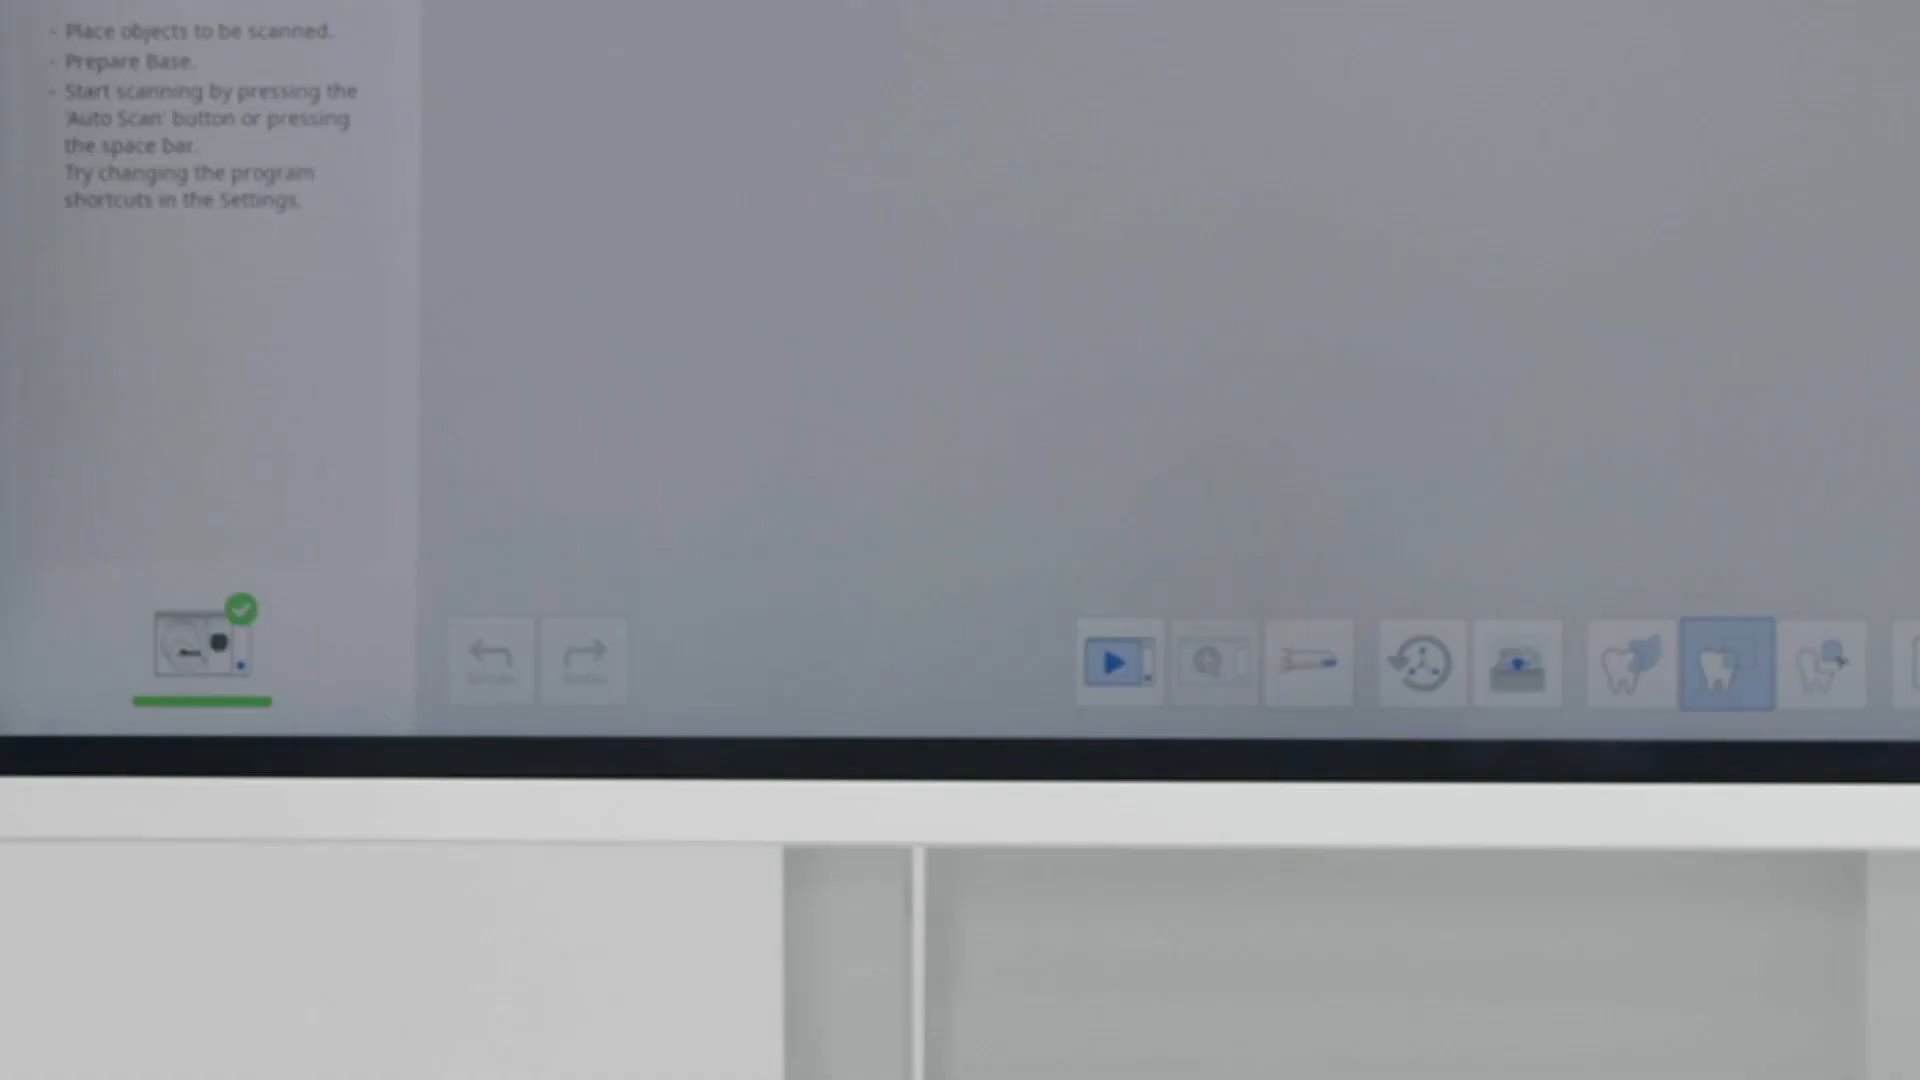 - Place objects to be scanned.
- Prepare Base.
- Start scanning by pressing the
'Auto Scan' button or pressing
the space bar.
Try changing the program
shortcuts in the Settings.